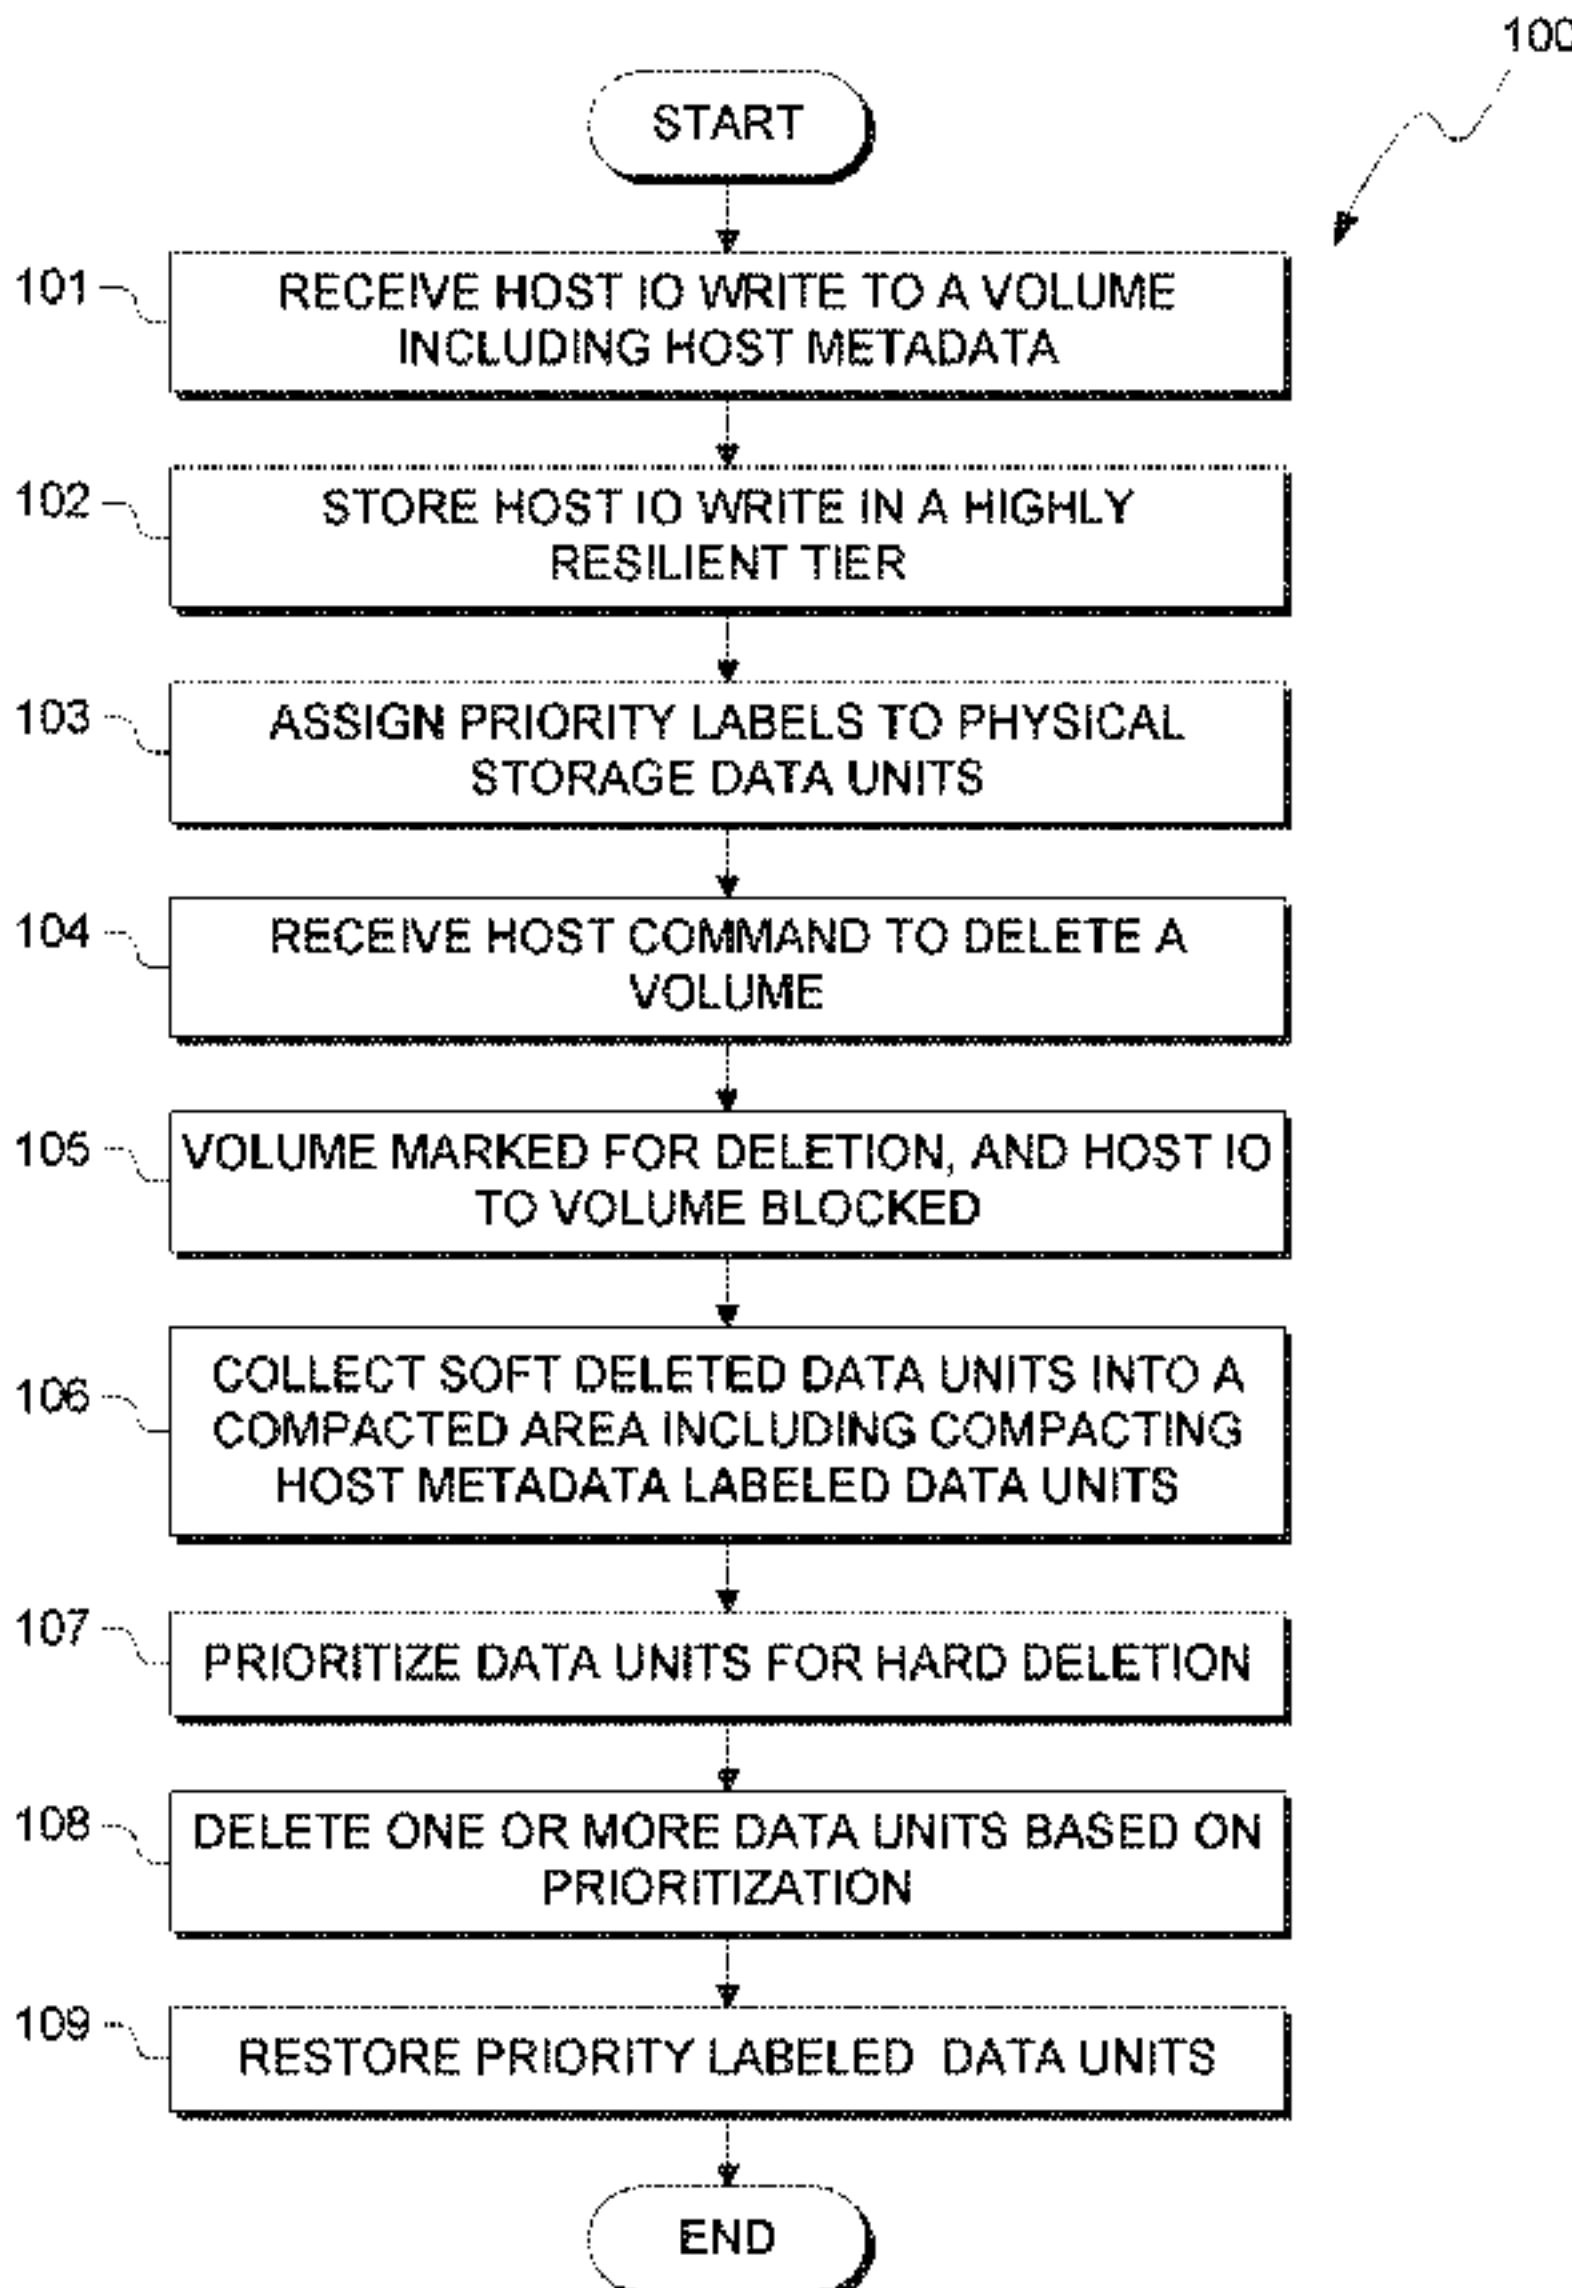 100
START
101
RECEIVE HOST IO WRITE TO A VOLUME
INCLUDING HOST METADATA
102
STORE HOST IO WRITE IN A HIGHLY
RESILIENT TIER
103
ASSIGN PRIORITY LABELS TO PHYSICAL
STORAGE DATA UNITS
104
RECEIVE HOST COMMAND TO DELETE A
VOLUME
105
VOLUME MARKED FOR DELETION, AND HOST IO
TO VOLUME BLOCKED
106
COLLECT SOFT DELETED DATA UNITS INTO A
COMPACTED AREA INCLUDING COMPACTING
HOST METADATA LABELED DATA UNITS
107
PRIORITIZE DATA UNITS FOR HARD DELETION
108
DELETE ONE OR MORE DATA UNITS BASED ON
PRIORITIZATION
109
RESTORE PRIORITY LABELED DATA UNITS
END